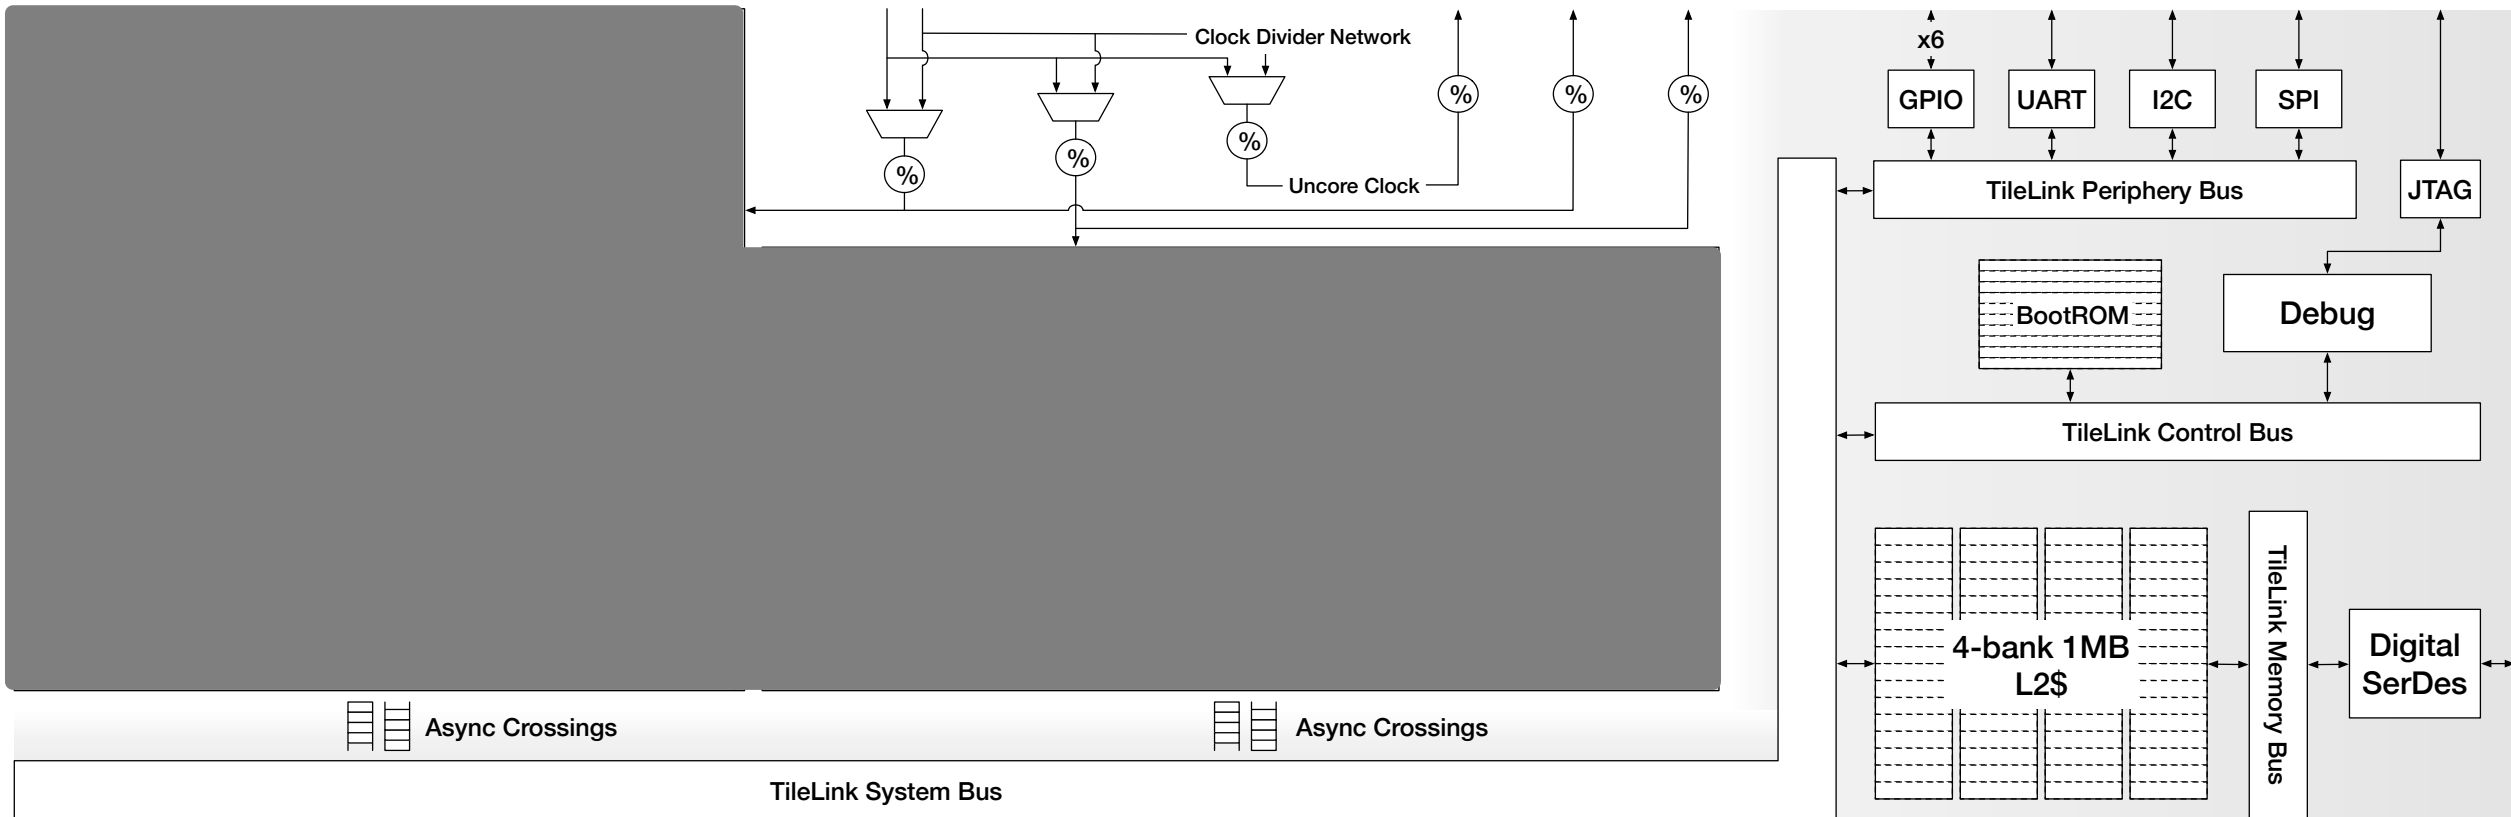 Clock Divider Network
x6
GPIO
UART
I2C
SPI
%
%
%
%
%
%
Uncore Clock
TileLink Periphery Bus
JTAG
BootROM
Debug
TileLink Control Bus
4-bank 1MB
L2$
TileLink Memory Bus
Digital
SerDes
Async Crossings
Async Crossings
TileLink System Bus